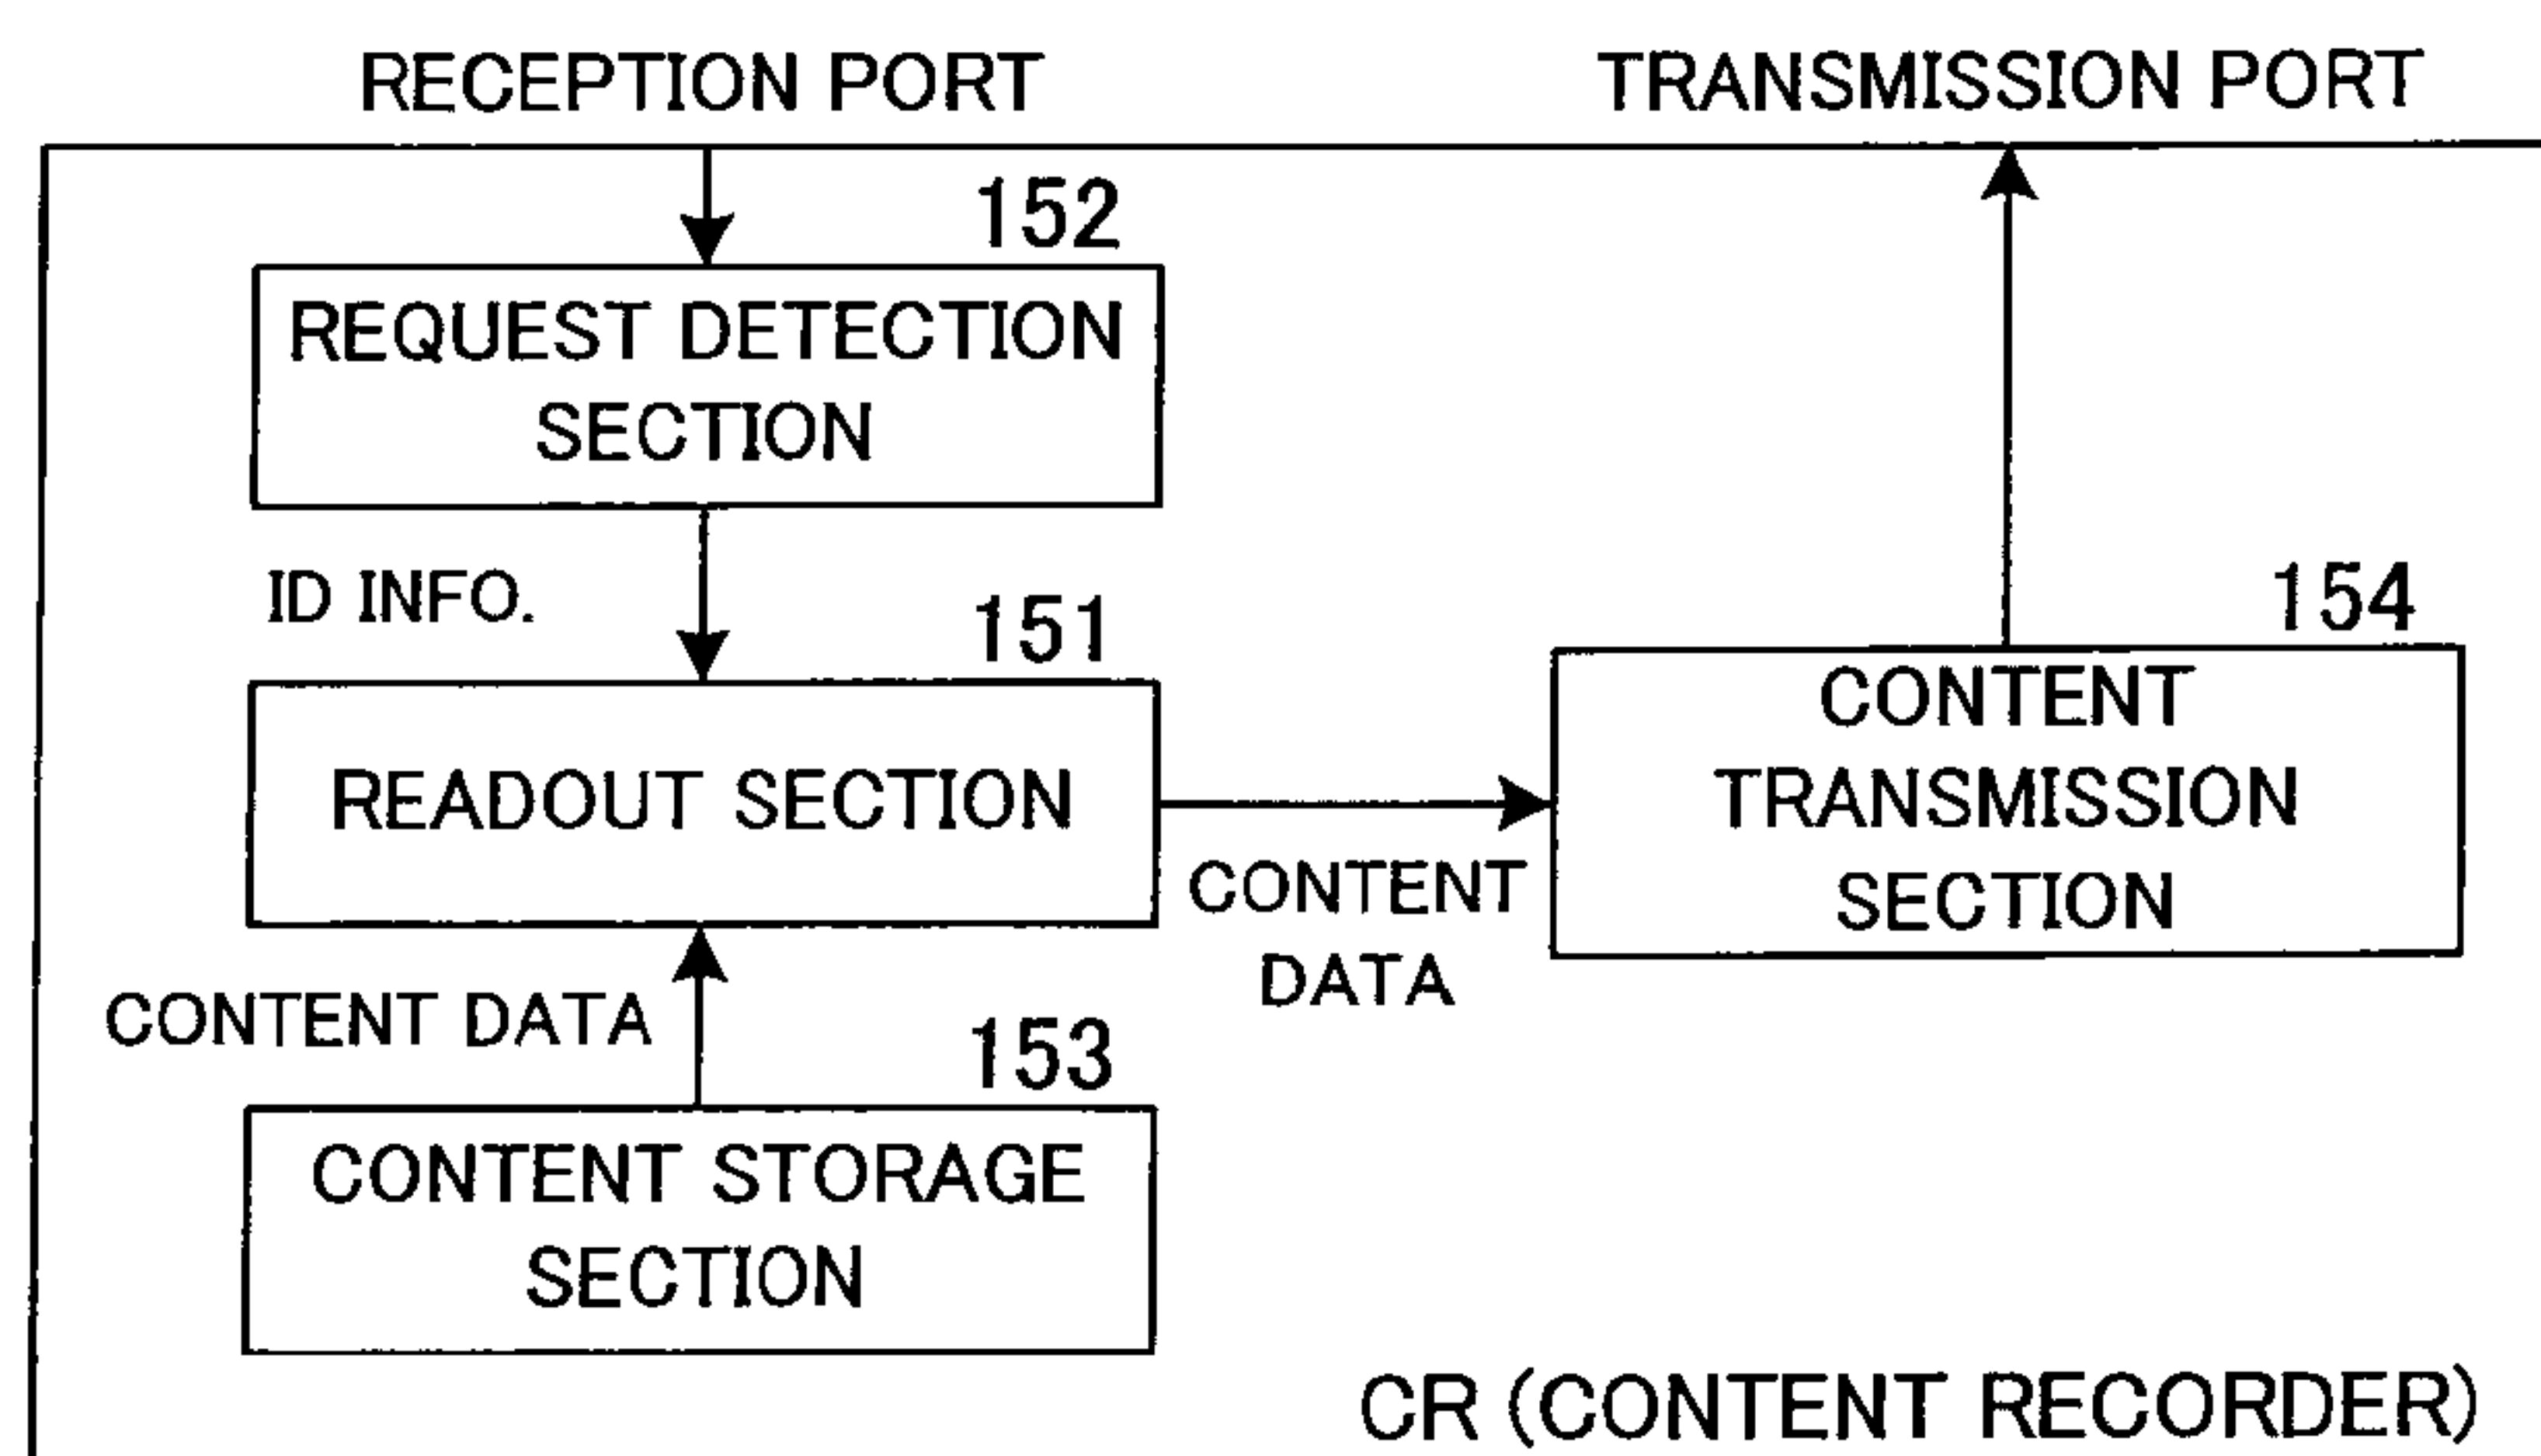 RECEPTION PORT
TRANSMISSION PORT
152
REQUEST DETECTION
SECTION
ID INFO.
151
READOUT SECTION
154
CONTENT
TRANSMISSION
SECTION
CONTENT
DATA
CONTENT DATA
153
CONTENT STORAGE
SECTION
CR (CONTENT RECORDER)